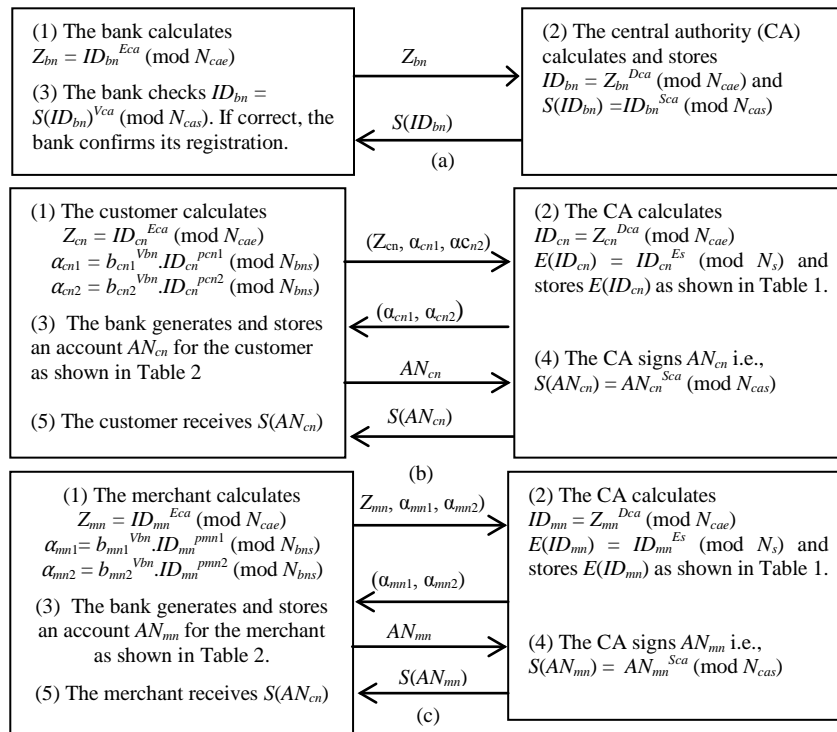 (1) The bank calculates
Z_bn = ID_bn^Eca (mod N_cae)
(3) The bank checks ID_bn =
S(ID_bn)^Vca (mod N_cas). If correct, the
bank confirms its registration.
Z_bn
S(ID_bn)
(2) The central authority (CA)
calculates and stores
ID_bn = Z_bn^Dca (mod N_cae) and
S(ID_bn) =ID_bn^Sca (mod N_cas)
(a)
(1) The customer calculates
Z_cn = ID_cn^Eca (mod N_cae)
α_cn1 = b_cn1^Vbn.ID_cn^pcn1 (mod N_bns)
α_cn2 = b_cn2^Vbn.ID_cn^pcn2 (mod N_bns)
(3) The bank generates and stores
an account AN_cn for the customer
as shown in Table 2
(5) The customer receives S(AN_cn)
(Z_cn, α_cn1, αc_n2)
(α_cn1, α_cn2)
AN_cn
S(AN_cn)
(2) The CA calculates
ID_cn = Z_cn^Dca (mod N_cae)
E(ID_cn) = ID_cn^Es (mod N_s) and
stores E(ID_cn) as shown in Table 1.
(4) The CA signs AN_cn i.e.,
S(AN_cn) = AN_cn^Sca (mod N_cas)
(b)
(1) The merchant calculates
Z_mn = ID_mn^Eca (mod N_cae)
α_mn1= b_mn1^Vbn.ID_mn^pmn1 (mod N_bns)
α_mn2 = b_mn2^Vbn.ID_mn^pmn2 (mod N_bns)
(3) The bank generates and stores
an account AN_mn for the merchant
as shown in Table 2.
(5) The merchant receives S(AN_cn)
Z_mn, α_mn1, α_mn2)
(α_mn1, α_mn2)
AN_mn
S(AN_mn)
(2) The CA calculates
ID_mn = Z_mn^Dca (mod N_cae)
E(ID_mn) = ID_mn^Es (mod N_s) and
stores E(ID_mn) as shown in Table 1.
(4) The CA signs AN_mn i.e.,
S(AN_mn) = AN_mn^Sca (mod N_cas)
(c)